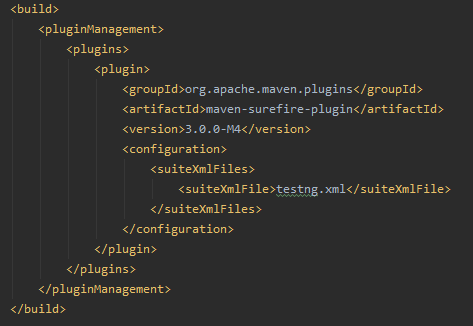 <build>
<pluginManagement>
<plugins>
<plugin>
<groupId>org.apache.maven.plugins</groupId>
<artifactId>maven-surefire-plugin</artifactId>
<version>3.0.0-M4</version>
<configuration>
<suiteXmlFiles>
<suiteXmlFile>testng.xml</suiteXmlFile>
</suiteXmlFiles>
</configuration>
</plugin>
</plugins>
</pluginManagement>
</build>